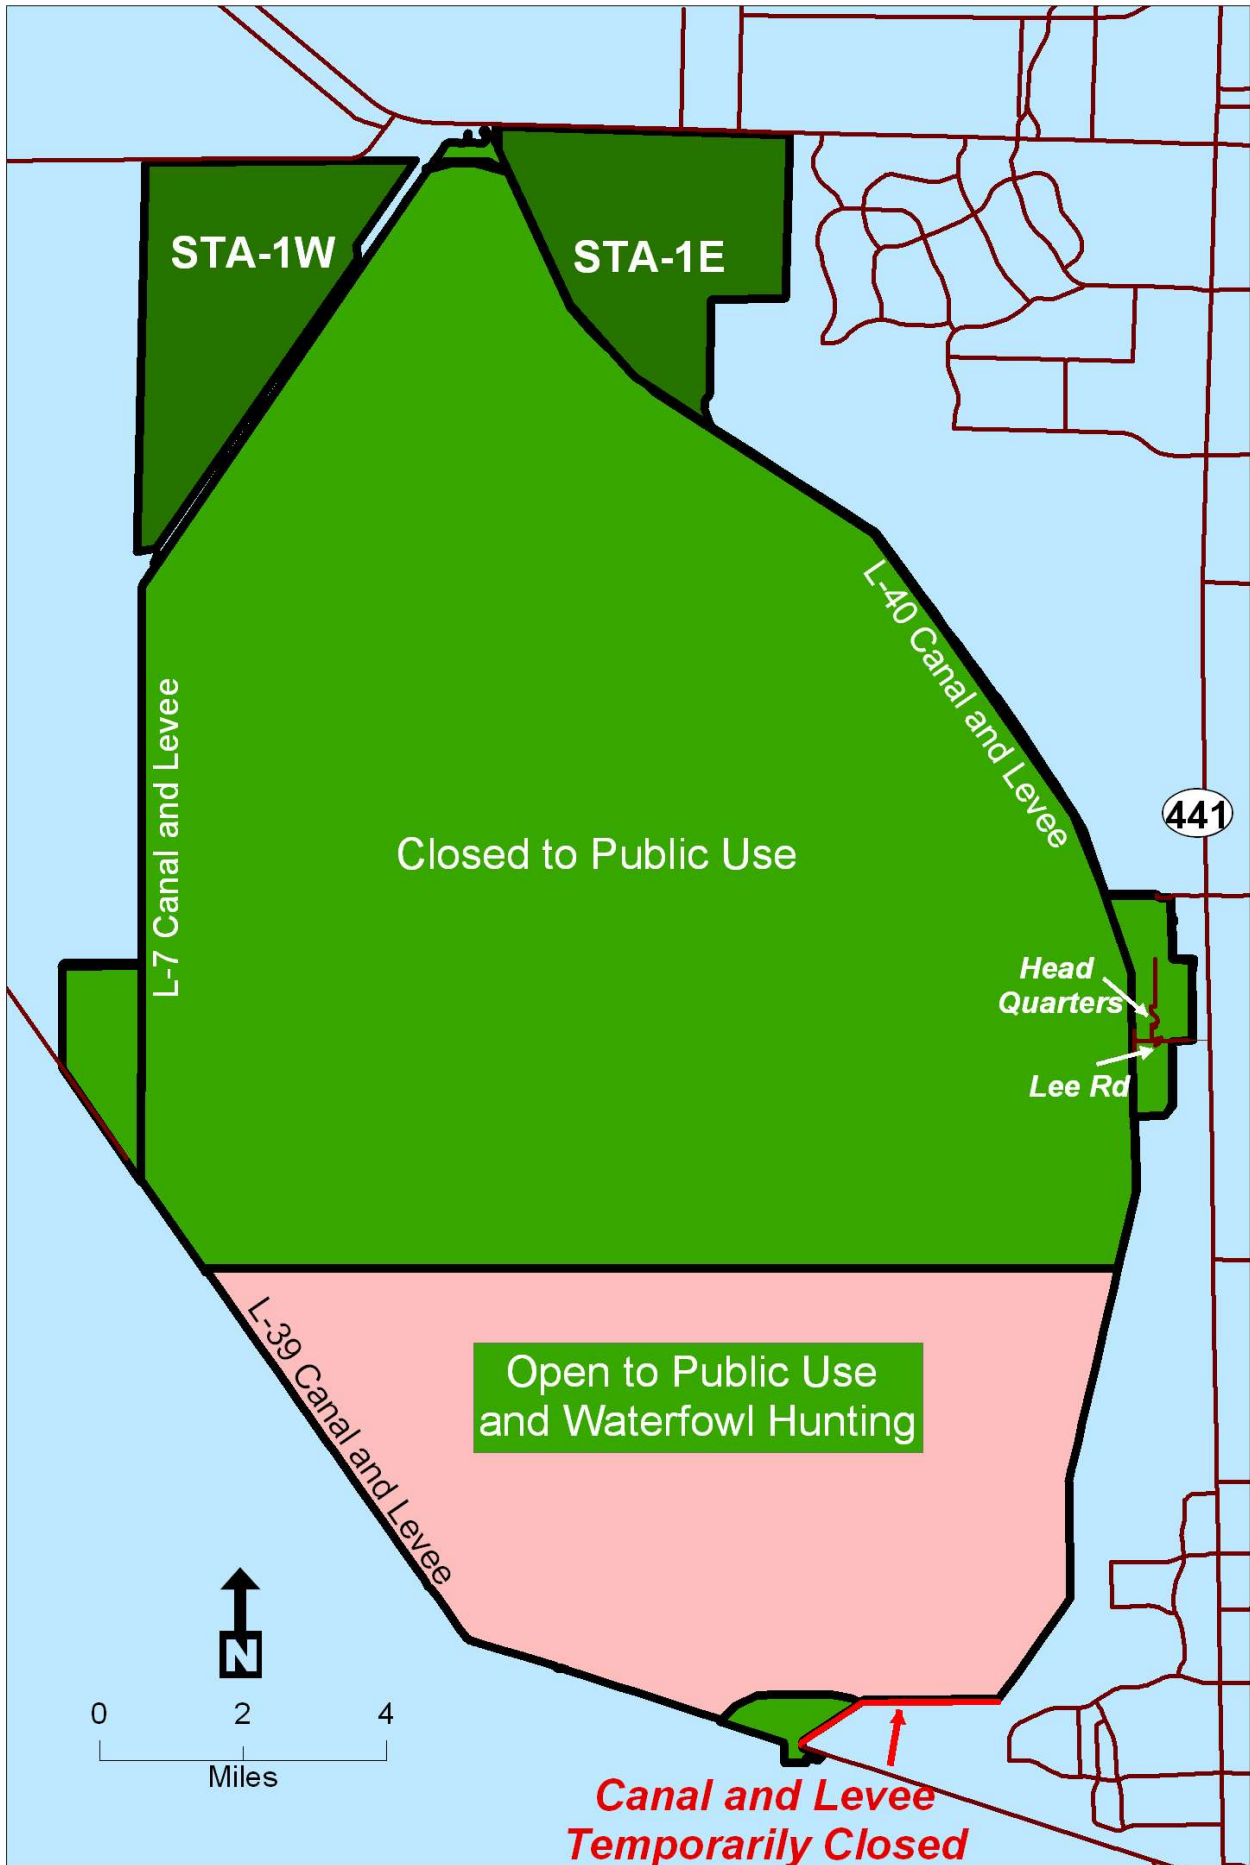 STA-1W
STA-1E
L-40 Canal and Levee
L-7 Canal and Levee
441
Closed to Public Use
Head
Quarters
Lee Rd
L-39 Canal and Levee
Open to Public Use
and Waterfowl Hunting
N
0 2 4
Miles
Canal and Levee
Temporarily Closed